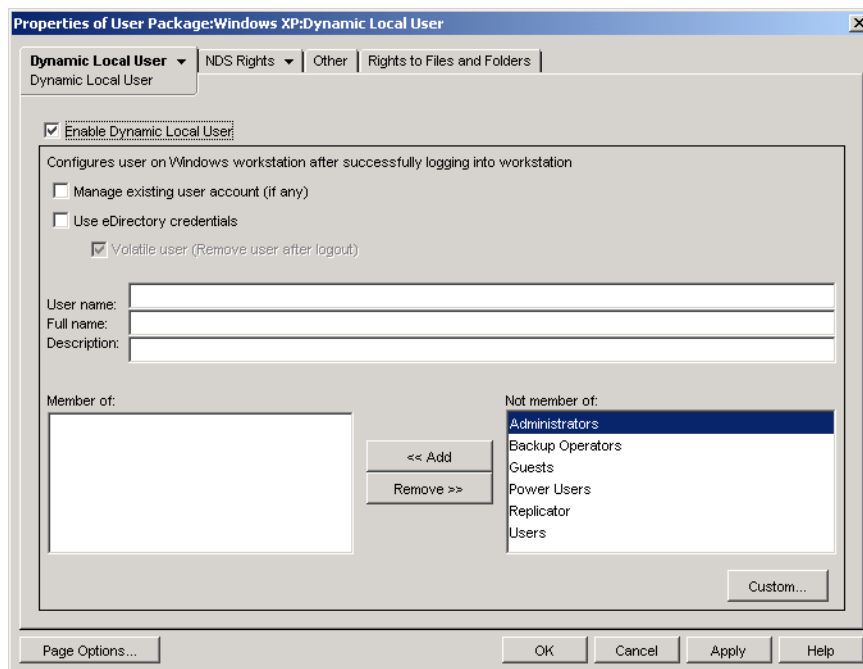 Properties of User Package:Windows XP:Dynamic Local User
Dynamic Local User NDS Rights Other Rights to Files and Folders
Dynamic Local User
Enable Dynamic Local User
Configures user on Windows workstation after successfully logging into workstation
Manage existing user account (if any)
Use eDirectory credentials
Volatile user (Remove user after logout)
User name:
Full name:
Description:
Member of:
Not member of:
Administrators
Backup Operators
Guests
Power Users
Replicator
Users
<< Add
Remove >>
Custom...
Page Options... OK Cancel Apply Help